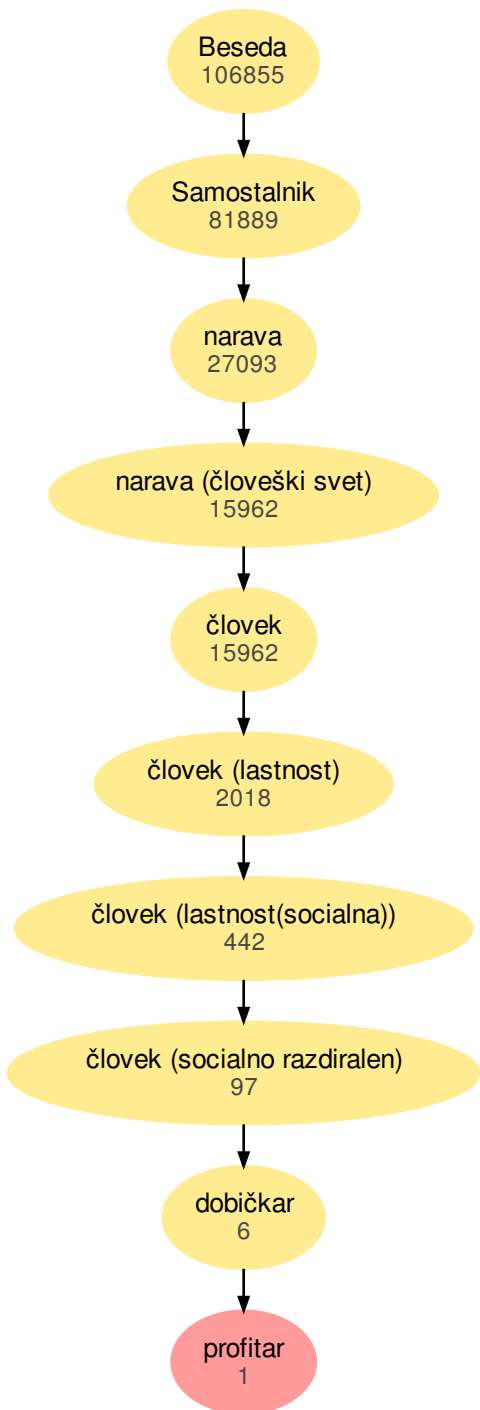 Beseda
106855
Samostalnik
81889
narava
27093
narava (človeški svet)
15962
človek
15962
človek (lastnost)
2018
človek (lastnost(socialna))
442
človek (socialno razdiralen)
97
dobičkar
6
profitar
1